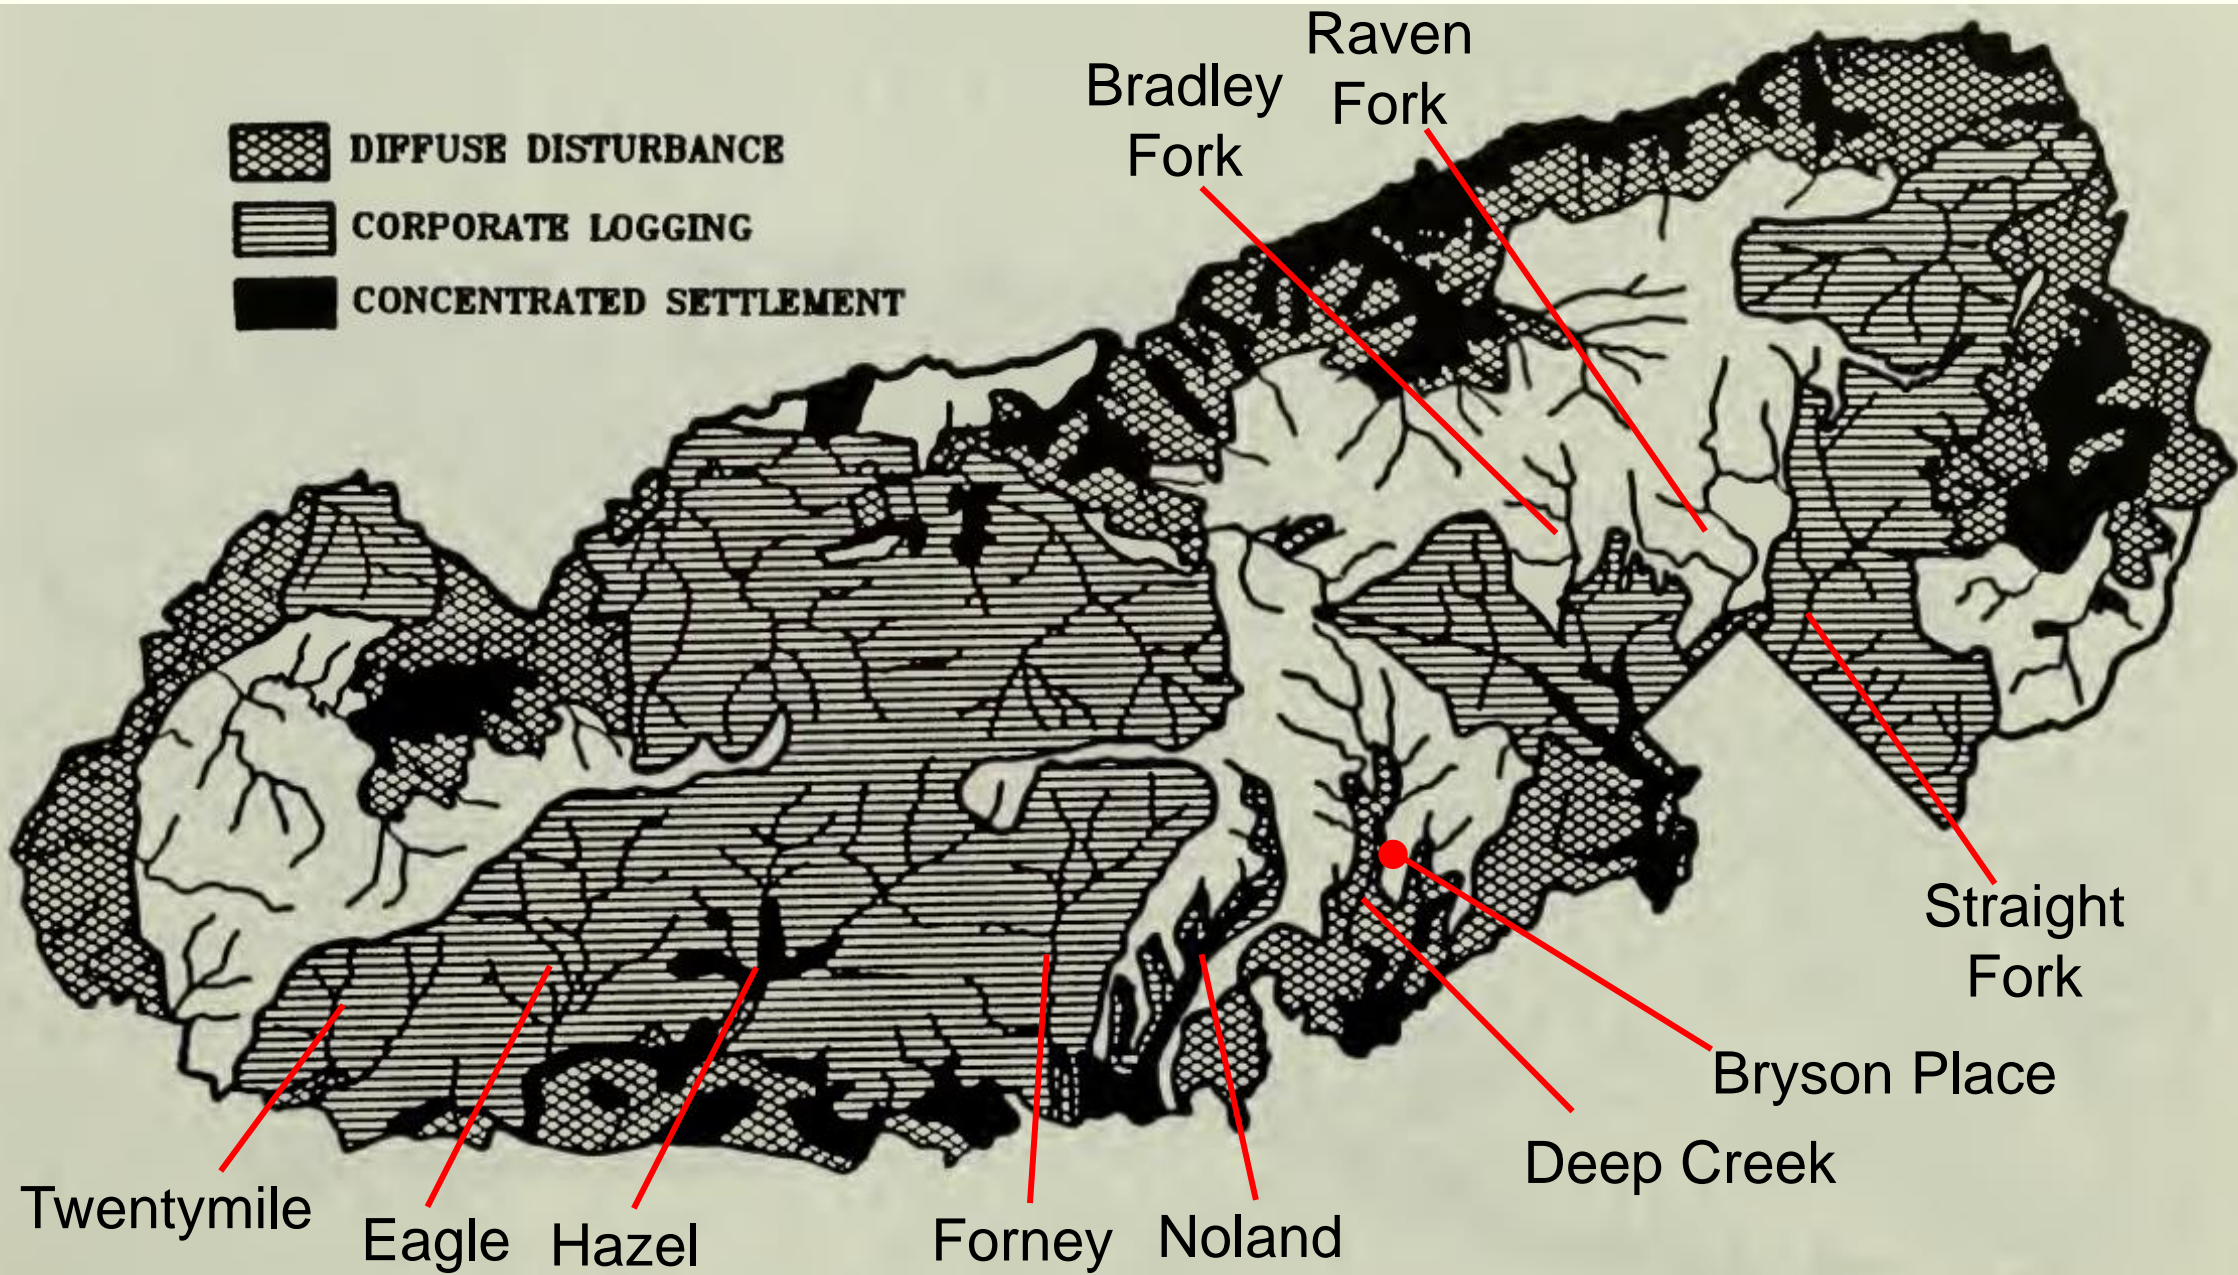 Raven
Fork
Bradley
Fork
DIFFUSE DISTURBANCE
CORPORATE LOGGING
CONCENTRATED SETTLEMENT
Straight
Fork
Bryson Place
Deep Creek
Twentymile
Eagle
Hazel
Forney
Noland